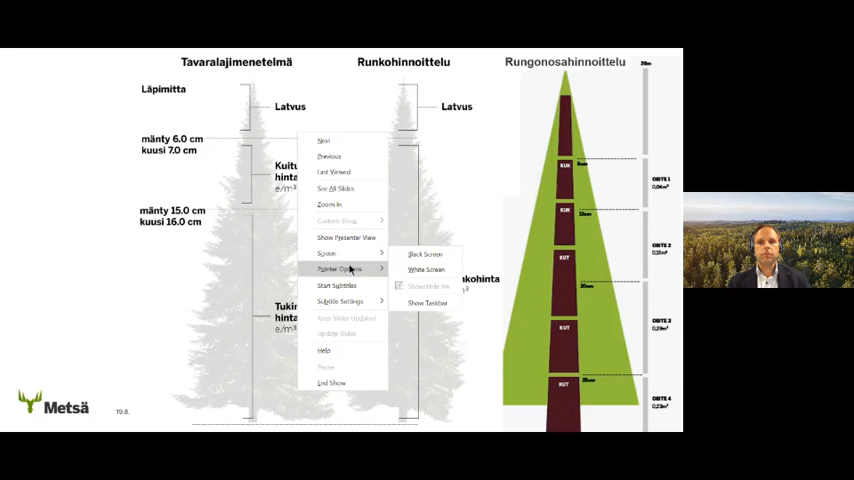 Tavaralajimenetelmä
Runkohinnoittelu
Rungonosahinnoittelu
Läpimitta
Latvus
Latvus
mänty 6.0 cm
kuusi 7.0 cm
Kuitu
hinta
e/m³
mänty 15.0 cm
kuusi 16.0 cm
Tukin
hinta
e/m³
kohinta
Next
Previous
Last Viewed
See All Slides
Zoom In
Custom Show
Show Presenter View
Screen
Pointer Options
Start Subtitles
Subtitle Settings
Keep Slides Updated
Update Slides
Help
Pause
End Show
Black Screen
White Screen
Show/Hide Ink
Show Taskbar
KUK
KUK
KUT
KUT
KUT
OSITE 1
OSITE 2
OSITE 3
OSITE 4
Metsä
19.8.